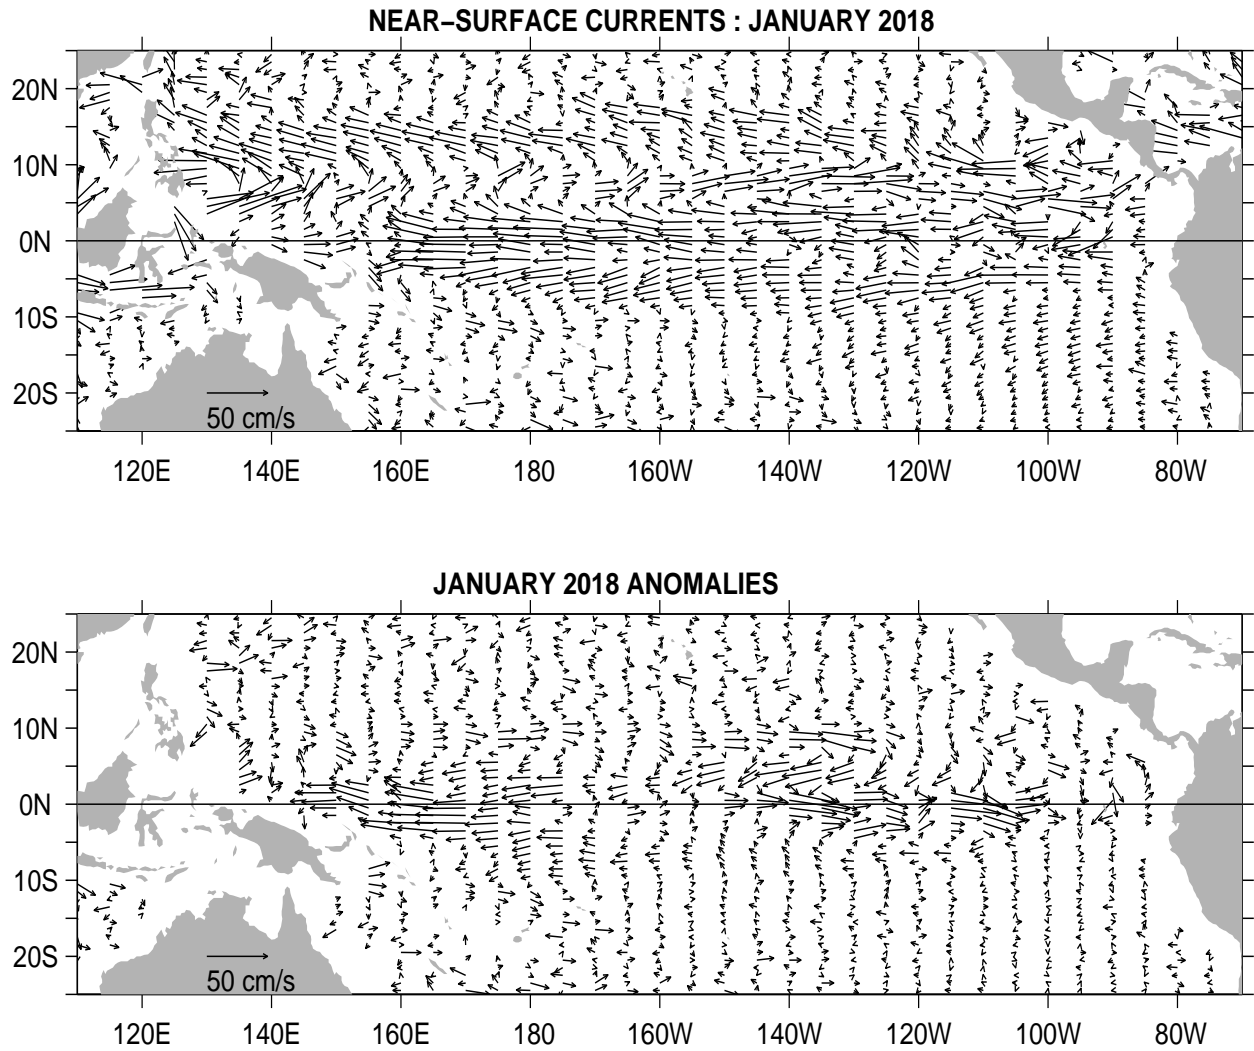 NEAR−SURFACE CURRENTS : JANUARY 2018
20N
10N
0N
10S
20S
50 cm/s
120E 140E 160E 180 160W 140W 120W 100W 80W
JANUARY 2018 ANOMALIES
20N
10N
0N
10S
20S
50 cm/s
120E 140E 160E 180 160W 140W 120W 100W 80W